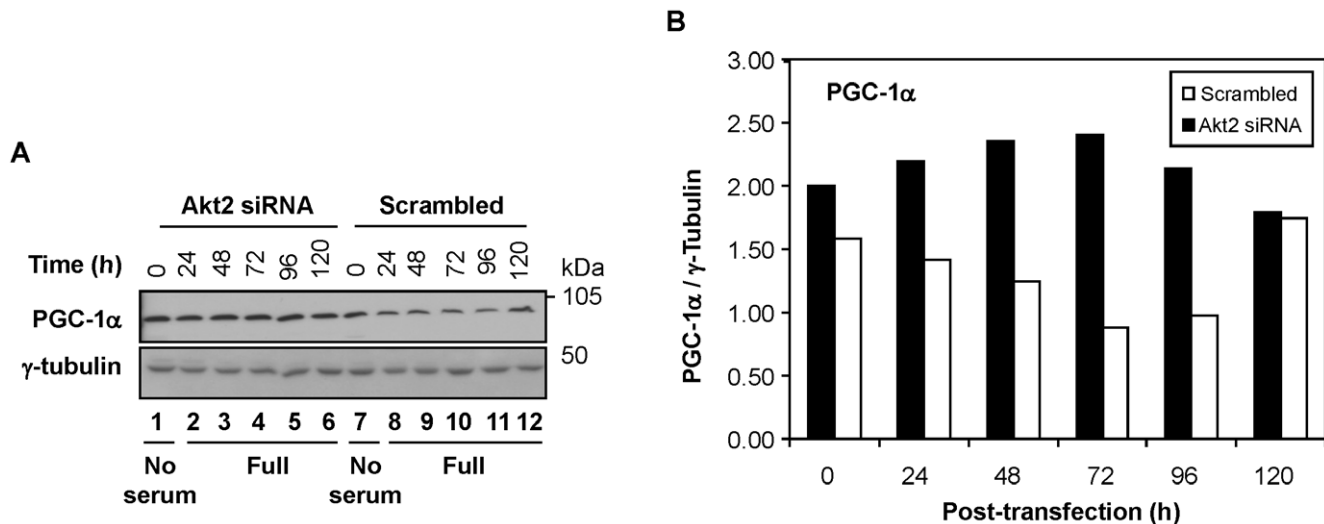 A
Akt2 siRNA Scrambled
Time (h) 0 24 48 72 96 120 0 24 48 72 96 120 kDa
105
PGC-1α
50
γ-tubulin
1 2 3 4 5 6 7 8 9 10 11 12
No Full No Full
serum serum
B
3.00
2.50
2.00
1.50
1.00
0.50
0.00
PGC-1α / γ-Tubulin
PGC-1α
Scrambled
Akt2 siRNA
0 24 48 72 96 120
Post-transfection (h)